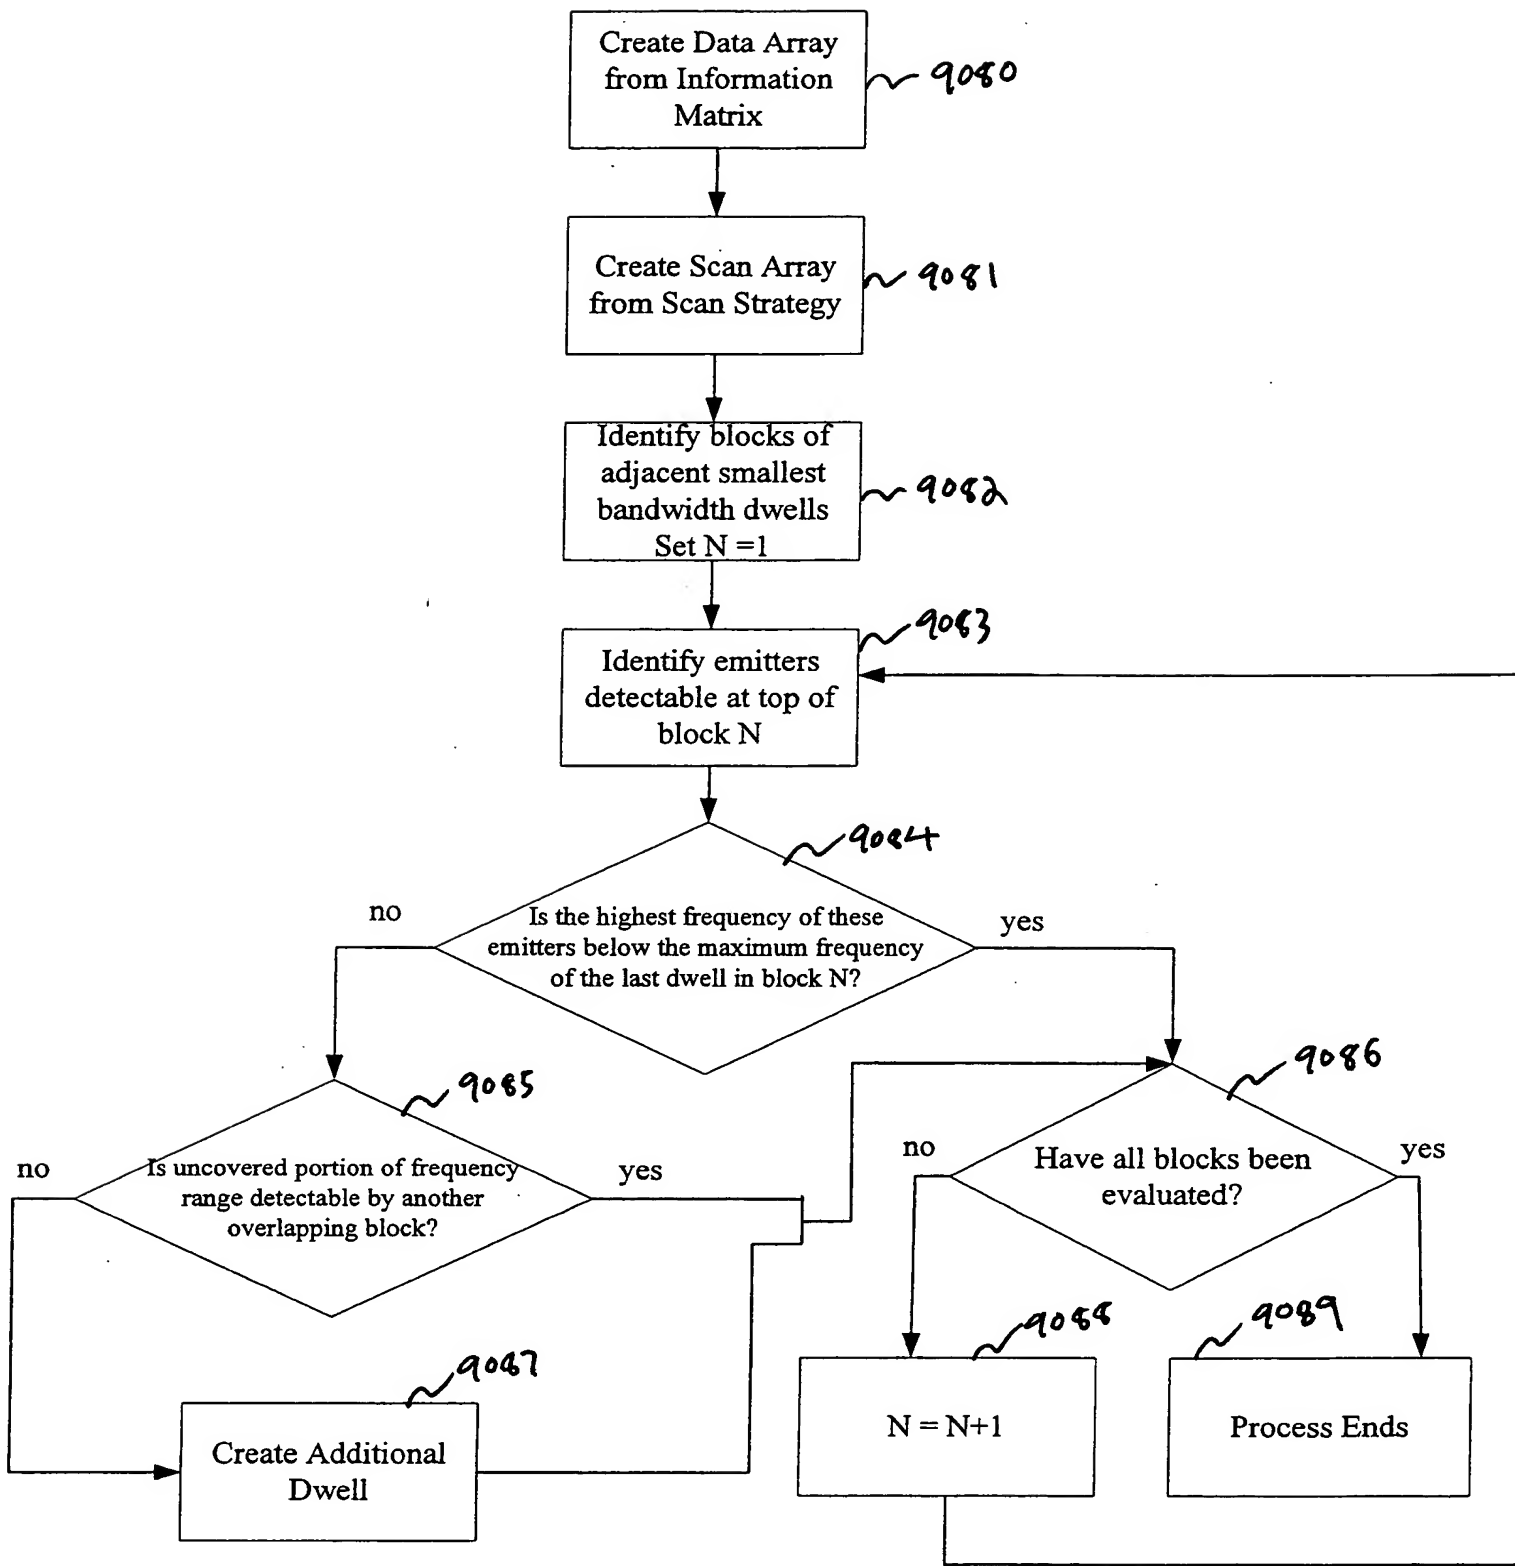 Create Data Array
from Information
Matrix
9080
Create Scan Array
from Scan Strategy
9081
Identify blocks of
adjacent smallest
bandwidth dwells
Set N =1
9082
9083
Identify emitters
detectable at top of
block N
9084
no
Is the highest frequency of these
emitters below the maximum frequency
of the last dwell in block N?
yes
9085
9086
no
Is uncovered portion of frequency
range detectable by another
overlapping block?
yes
no
Have all blocks been
evaluated?
yes
9087
Create Additional
Dwell
9088
N = N+1
9089
Process Ends